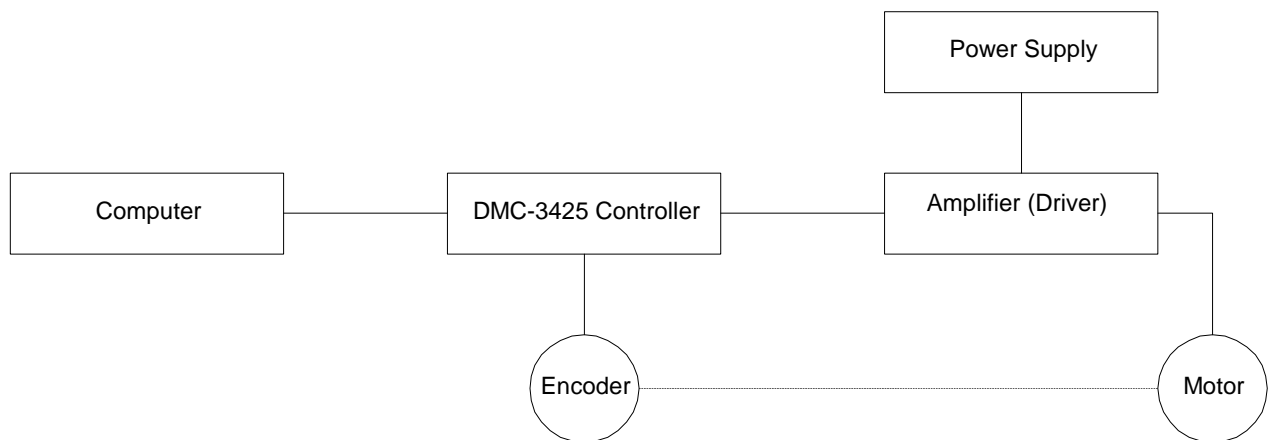 Power Supply
Computer
DMC-3425 Controller
Amplifier (Driver)
Encoder
Motor